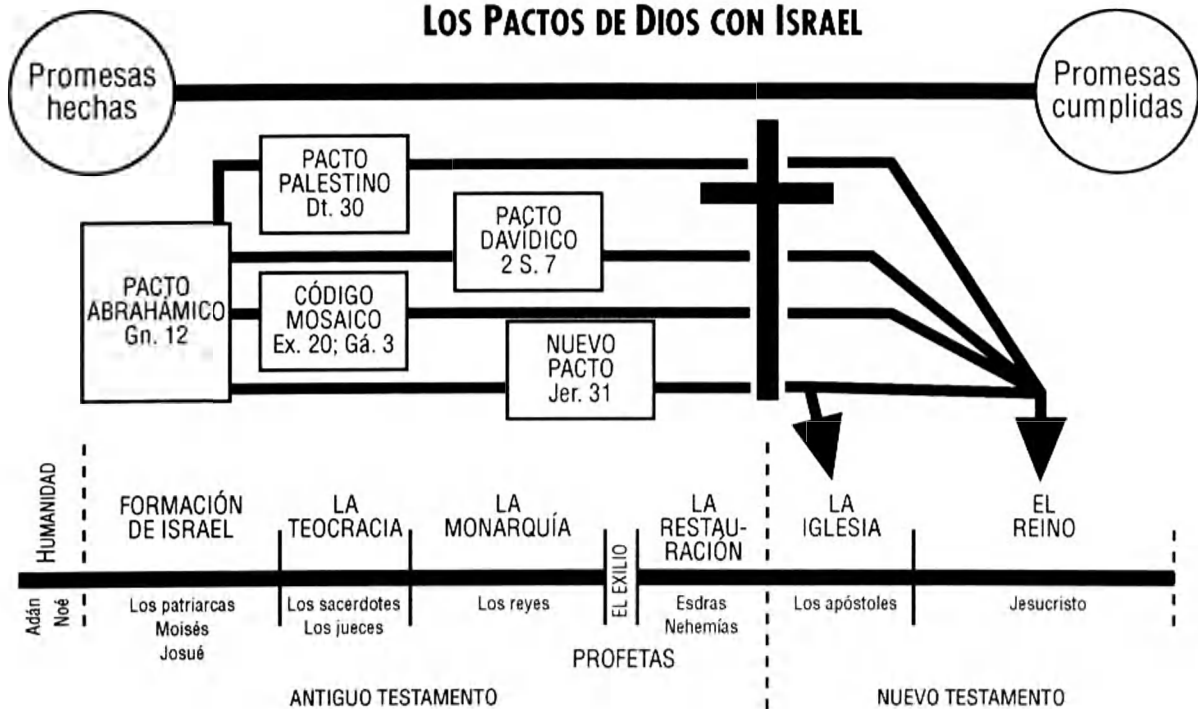 LOS PACTOS DE DIOS CON ISRAEL
Promesas
hechas
Promesas
cumplidas
PACTO
PALESTINO
Dt. 30
PACTO
DAVÍDICO
2 S. 7
PACTO
ABRAHÁMICO
Gn. 12
CÓDIGO
MOSAICO
Ex. 20; Gá. 3
NUEVO
PACTO
Jer. 31
HUMANIDAD
FORMACIÓN
DE ISRAEL
LA
TEOCRACIA
LA
MONARQUÍA
EL EXILIO
LA
RESTAU-
RACIÓN
LA
IGLESIA
EL
REINO
Adán
Noé
Los patriarcas
Moisés
Josué
Los sacerdotes
Los jueces
Los reyes
Esdras
Nehemías
Los apóstoles
Jesucristo
PROFETAS
ANTIGUO TESTAMENTO
NUEVO TESTAMENTO